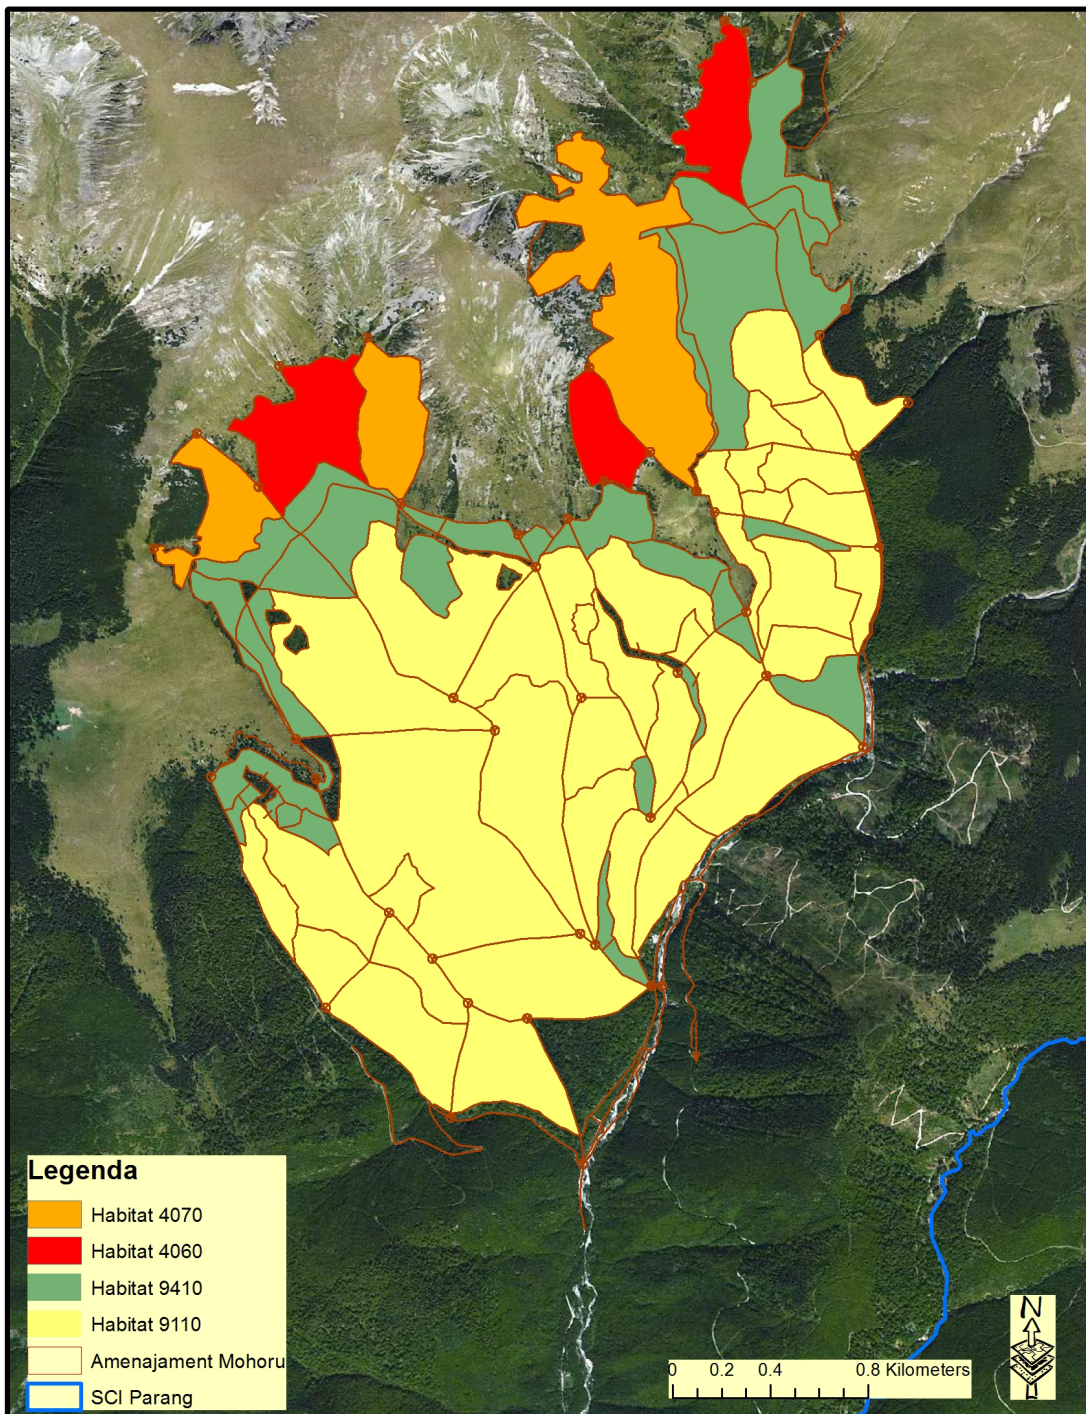 Legenda
Habitat 4070
Habitat 4060
Habitat 9410
Habitat 9110
Amenajament Mohoru
SCI Parang
0 0.2 0.4 0.8 Kilometers
N